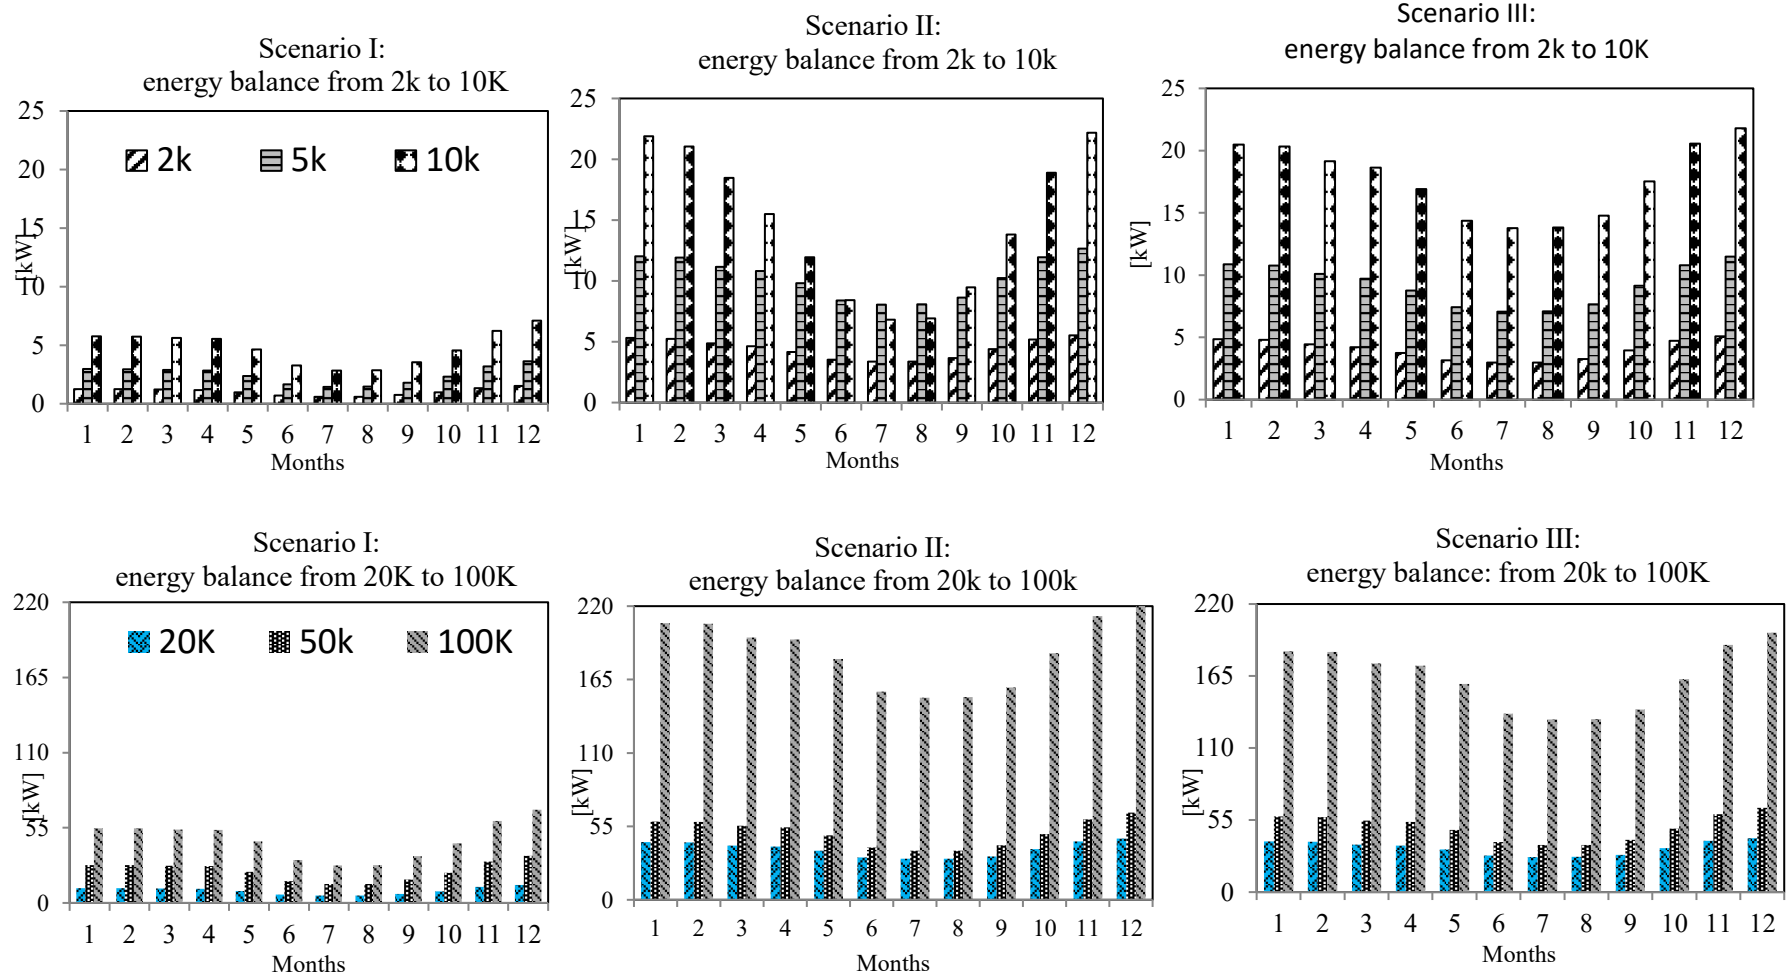 Scenario I:
energy balance from 2k to 10K
25
20
15
10
5
0
[kW]
2k 5k 10k
1 2 3 4 5 6 7 8 9 10 11 12
Months
Scenario II:
energy balance from 2k to 10k
25
20
15
10
5
0
[kW]
1 2 3 4 5 6 7 8 9 10 11 12
Months
Scenario III:
energy balance from 2k to 10K
25
20
15
10
5
0
[kW]
1 2 3 4 5 6 7 8 9 10 11 12
Months
Scenario I:
energy balance from 20K to 100K
220
165
110
55
0
[kW]
20K 50k 100K
1 2 3 4 5 6 7 8 9 10 11 12
Months
Scenario II:
energy balance from 20k to 100k
220
165
110
55
0
[kW]
1 2 3 4 5 6 7 8 9 10 11 12
Months
Scenario III:
energy balance: from 20k to 100K
220
165
110
55
0
[kW]
1 2 3 4 5 6 7 8 9 10 11 12
Months